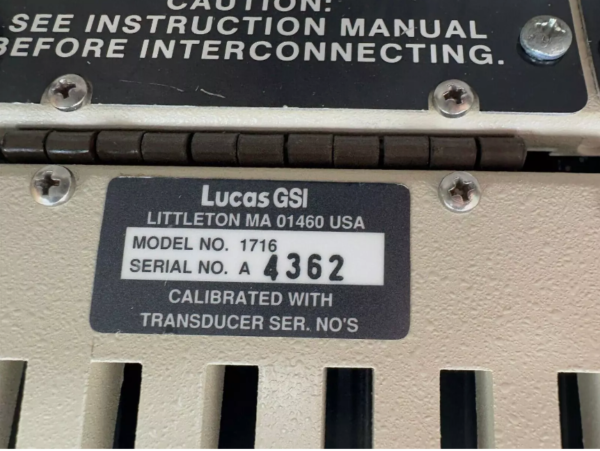 CAUTION:
SEE INSTRUCTION MANUAL
BEFORE INTERCONNECTING.
Lucas GSI
LITTLETON MA 01460 USA
MODEL NO. 1716
SERIAL NO. A 4362
CALIBRATED WITH
TRANSDUCER SER. NO'S